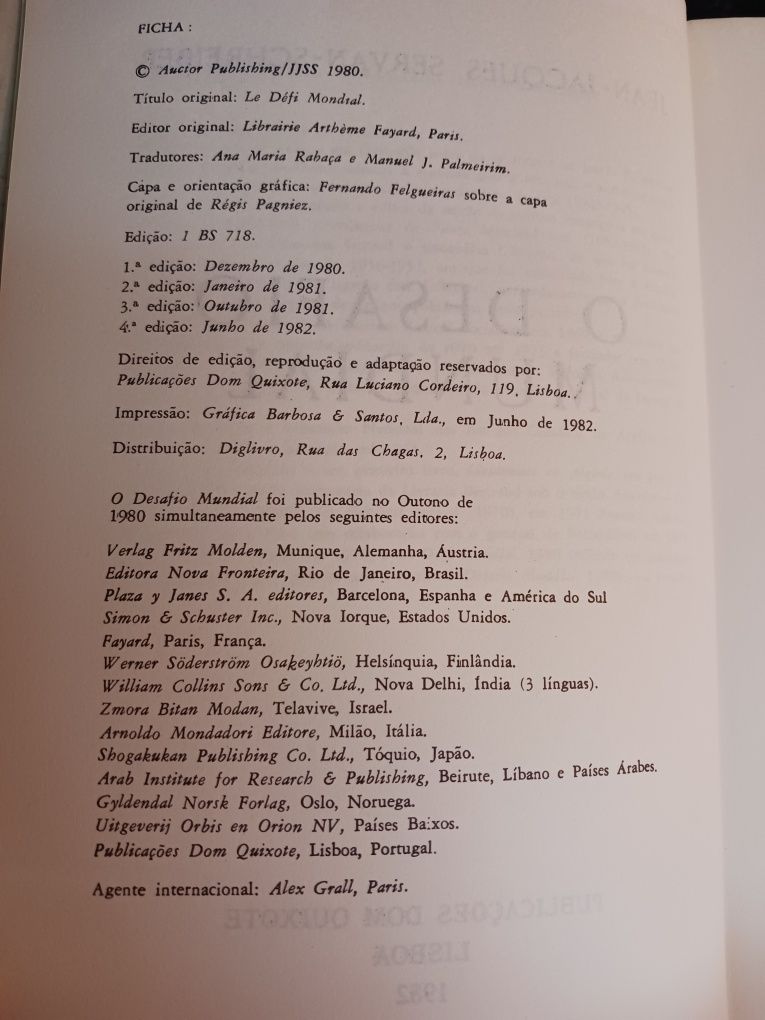 FICHA :
© Auctor Publishing/JJSS 1980.
Título original: Le Défi Mondial.
Editor original: Librairie Arthème Fayard, Paris.
Tradutores: Ana Maria Rabaça e Manuel J. Palmeirim.
Capa e orientação gráfica: Fernando Felgueiras sobre a capa
original de Régis Pagniez.
Edição: 1 BS 718.
1.ª edição: Dezembro de 1980.
2.ª edição: Janeiro de 1981.
3.ª edição: Outubro de 1981.
4.ª edição: Junho de 1982.
Direitos de edição, reprodução e adaptação reservados por:
Publicações Dom Quixote, Rua Luciano Cordeiro, 119, Lisboa.
Impressão: Gráfica Barbosa & Santos, Lda., em Junho de 1982.
Distribuição: Diglivro, Rua das Chagas, 2, Lisboa.
O Desafio Mundial foi publicado no Outono de
1980 simultaneamente pelos seguintes editores:
Verlag Fritz Molden, Munique, Alemanha, Áustria.
Editora Nova Fronteira, Rio de Janeiro, Brasil.
Plaza y Janes S. A. editores, Barcelona, Espanha e América do Sul
Simon & Schuster Inc., Nova Iorque, Estados Unidos.
Fayard, Paris, França.
Werner Söderström Osakeyhtiö, Helsínquia, Finlândia.
William Collins Sons & Co. Ltd., Nova Delhi, Índia (3 línguas).
Zmora Bitan Modan, Telavive, Israel.
Arnoldo Mondadori Editore, Milão, Itália.
Shogakukan Publishing Co. Ltd., Tóquio, Japão.
Arab Institute for Research & Publishing, Beirute, Líbano e Países Árabes.
Gyldendal Norsk Forlag, Oslo, Noruega.
Uitgeverij Orbis en Orion NV, Países Baixos.
Publicações Dom Quixote, Lisboa, Portugal.
Agente internacional: Alex Grall, Paris.